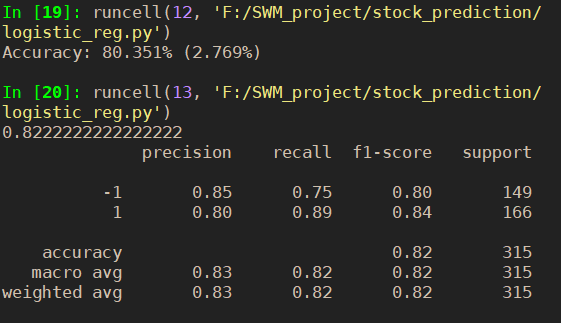 In [19]: runcell(12, 'F:/SWM_project/stock_prediction/
logistic_reg.py')
Accuracy: 80.351% (2.769%)
In [20]: runcell(13, 'F:/SWM_project/stock_prediction/
logistic_reg.py')
0.8222222222222222
precision recall f1-score support
-1 0.85 0.75 0.80 149
1 0.80 0.89 0.84 166
accuracy 0.82 315
macro avg 0.83 0.82 0.82 315
weighted avg 0.83 0.82 0.82 315